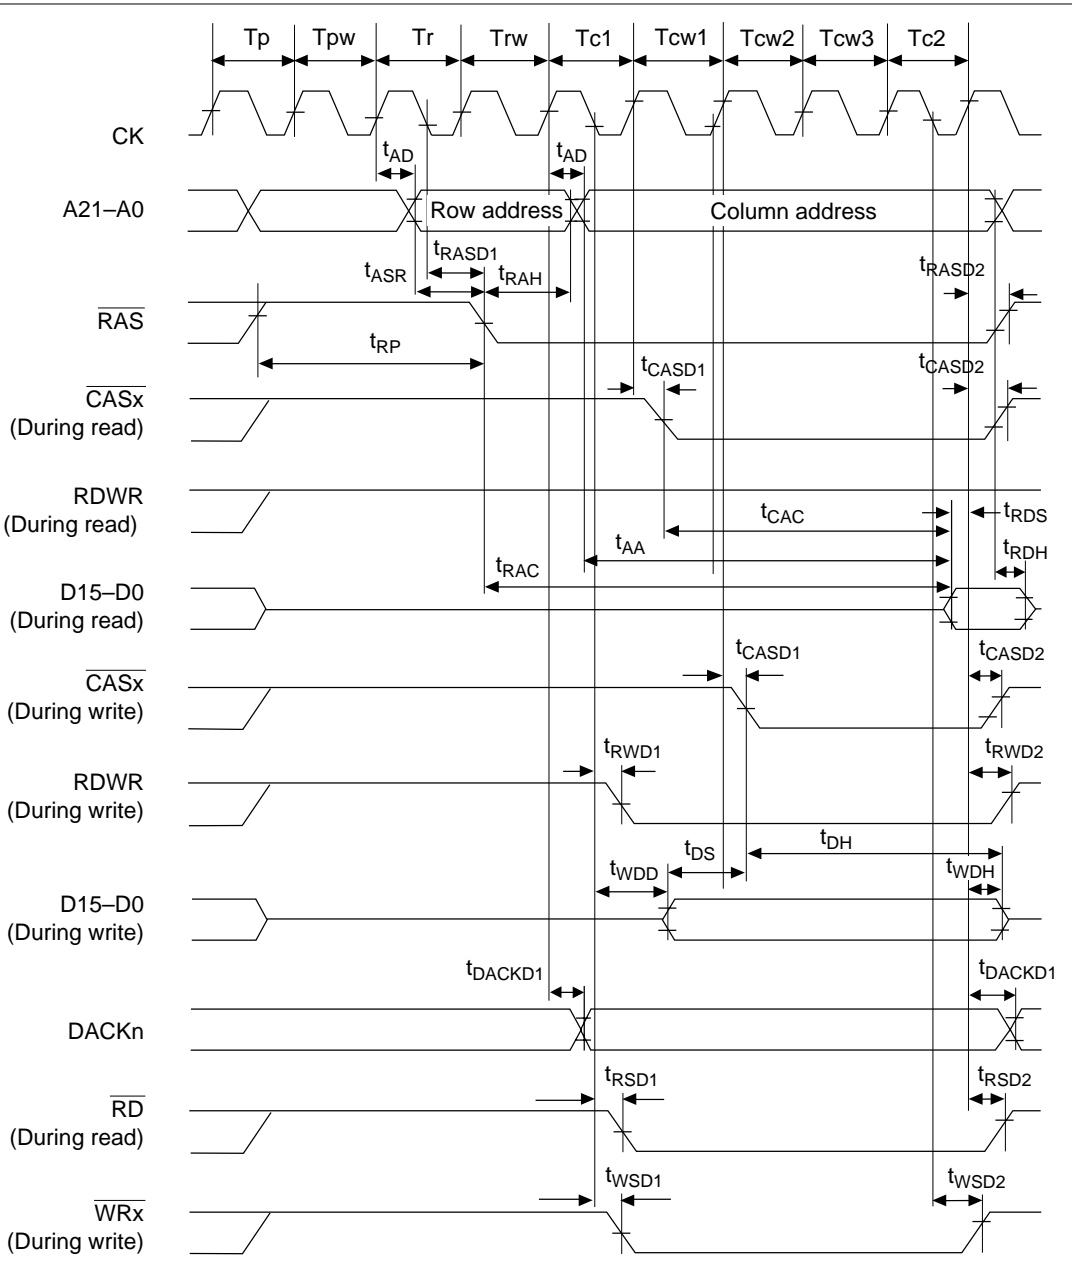 Tp Tpw Tr Trw Tc1 Tcw1 Tcw2 Tcw3 Tc2
CK
tAD tAD
A21–A0 Row address Column address
tRASD1
tASR tRAH tRASD2
RAS
tRP
tCASD1 tCASD2
CASx
(During read)
RDWR
(During read)
tCAC tRDS
tAA tRDH
tRAC
D15–D0
(During read)
tCASD1 tCASD2
CASx
(During write)
tRWD1 tRWD2
RDWR
(During write)
tDH
tDS
tWDD tWDH
D15–D0
(During write)
tDACKD1 tDACKD1
DACKn
tRSD1 tRSD2
RD
(During read)
tWSD1 tWSD2
WRx
(During write)